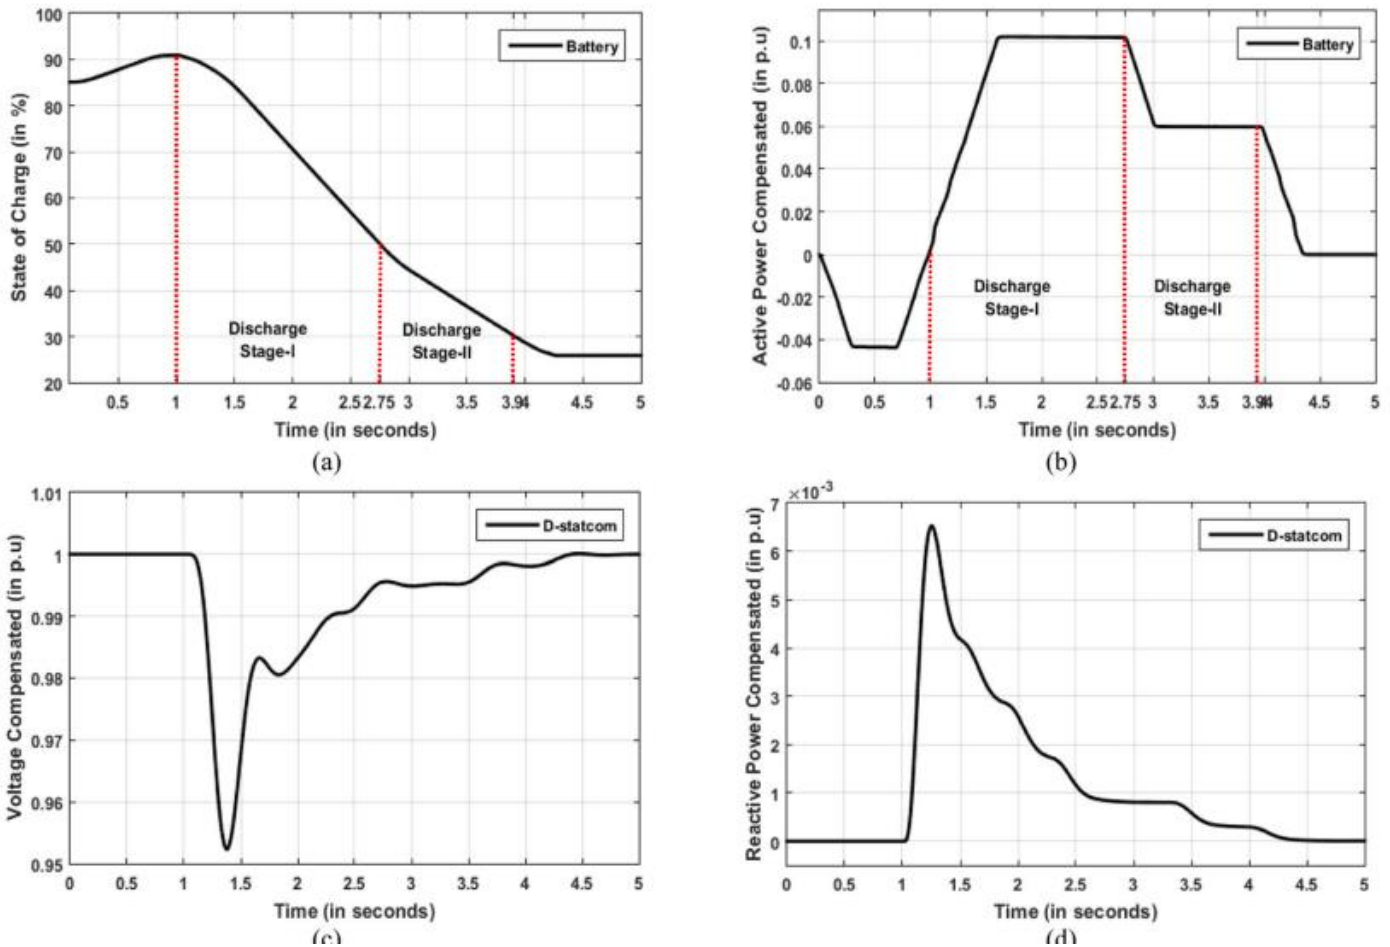 100
90
80
70
60
50
40
30
20
State of Charge (in %)
Battery
Discharge
Stage-I
Discharge
Stage-II
0.5 1 1.5 2 2.5 2.75 3 3.5 3.94 4.5 5
Time (in seconds)
(a)
0.1
0.08
0.06
0.04
0.02
0
-0.02
-0.04
-0.06
Active Power Compensated (in p.u)
Battery
Discharge
Stage-I
Discharge
Stage-II
0 0.5 1 1.5 2 2.5 2.75 3 3.5 4.5 5
Time (in seconds)
(b)
1.01
1
0.99
0.98
0.97
0.96
0.95
Voltage Compensated (in p.u)
D-statcom
0 0.5 1 1.5 2 2.5 3 3.5 4 4.5 5
Time (in seconds)
(c)
×10⁻³
7
6
5
4
3
2
1
0
Reactive Power Compensated (in p.u)
D-statcom
0 0.5 1 1.5 2 2.5 3 3.5 4 4.5 5
Time (in seconds)
(d)